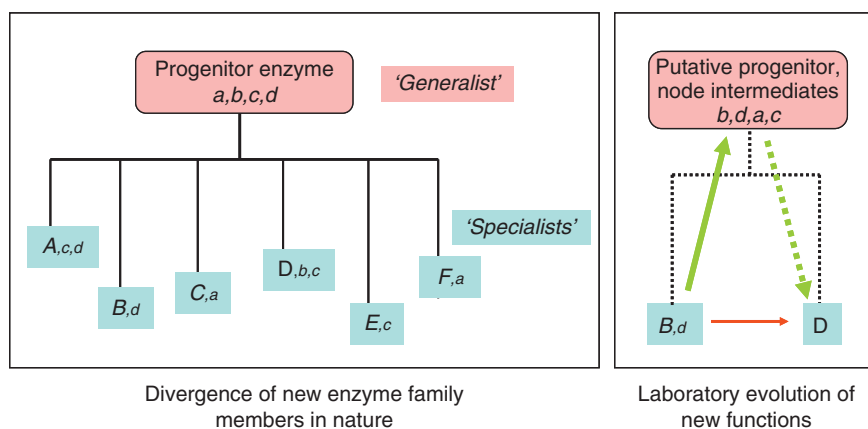 Progenitor enzyme
a,b,c,d
'Generalist'
'Specialists'
A,c,d
B,d
C,a
D,b,c
E,c
F,a
Divergence of new enzyme family
members in nature
Putative progenitor,
node intermediates
b,d,a,c
B,d
D
Laboratory evolution of
new functions